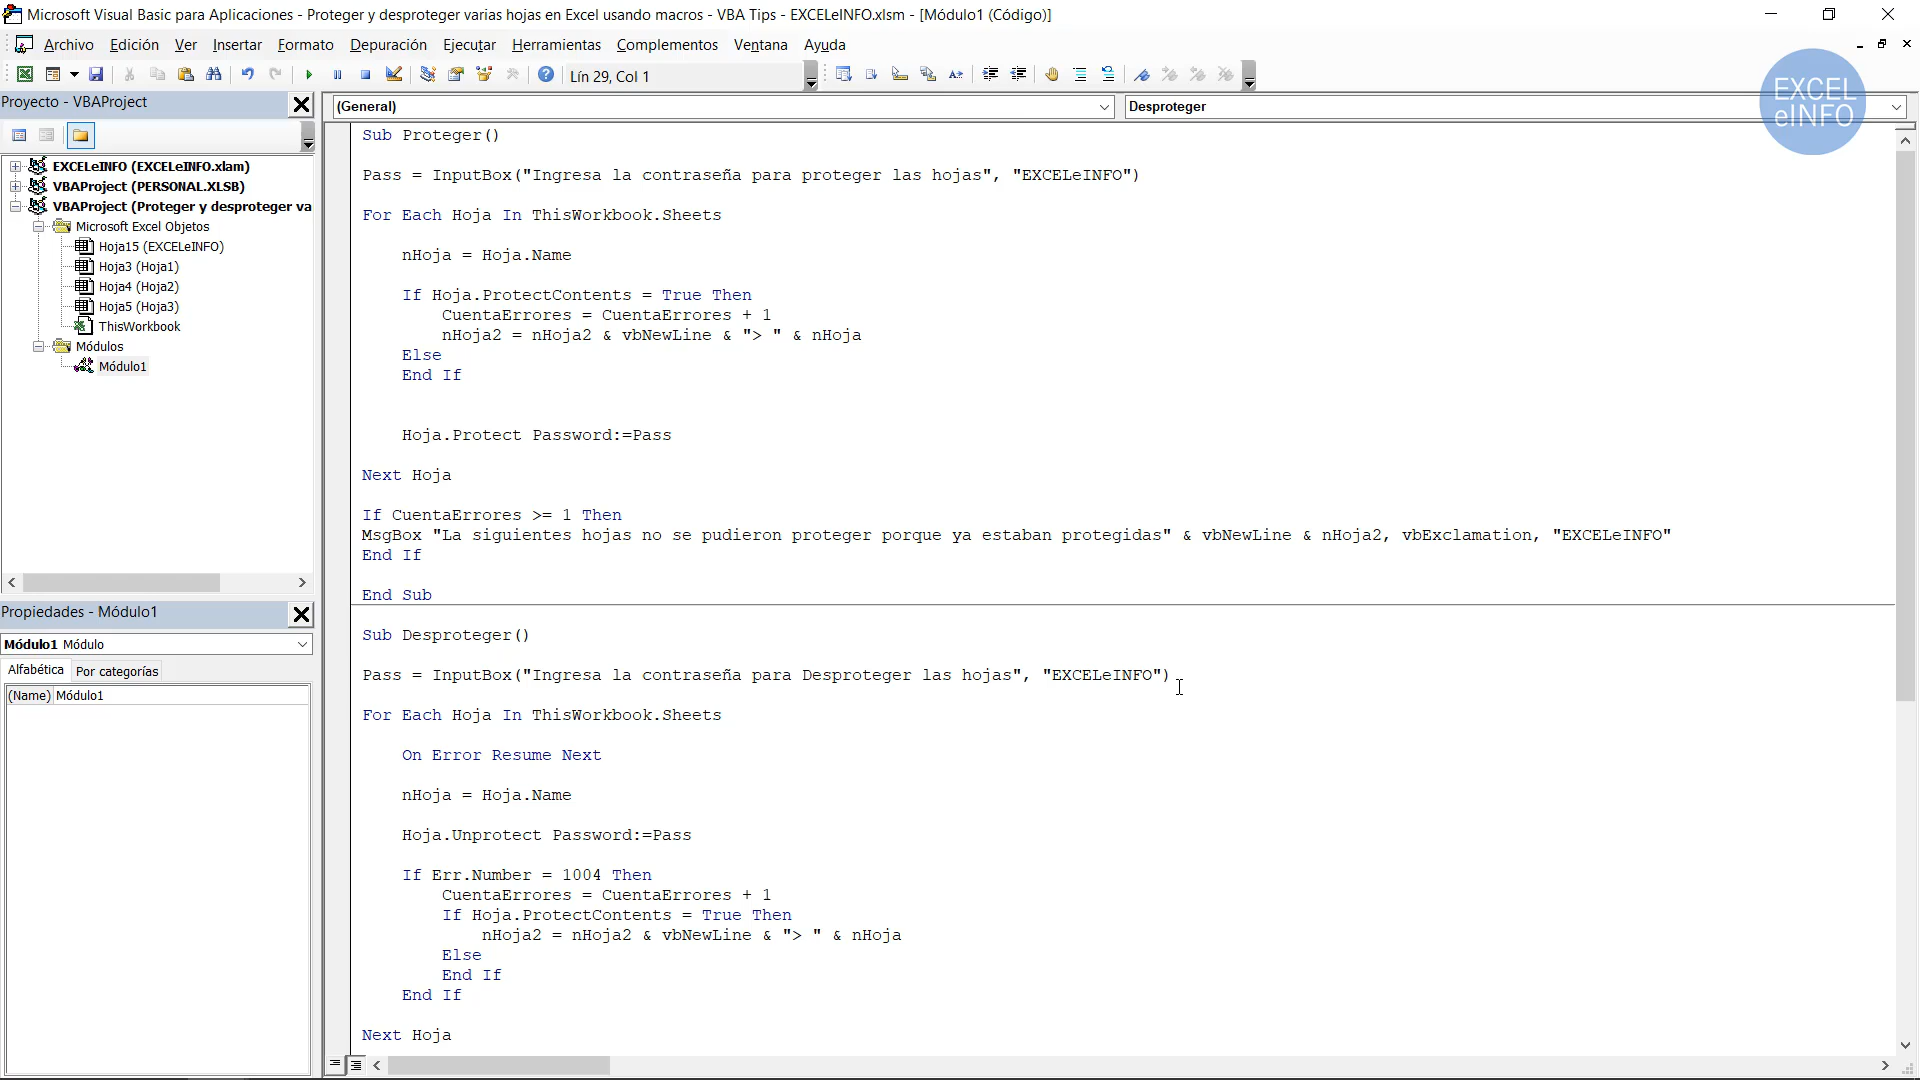 Microsoft Visual Basic para Aplicaciones - Proteger y desproteger varias hojas en Excel usando macros - VBA Tips - EXCELeINFO.xlsm - [Módulo1 (Código)]
Archivo Edición Ver Insertar Formato Depuración Ejecutar Herramientas Complementos Ventana Ayuda
Lín 29, Col 1
EXCEL
eINFO
Proyecto - VBAProject
(General)
Desproteger
EXCELeINFO (EXCELeINFO.xlam)
VBAProject (PERSONAL.XLSB)
VBAProject (Proteger y desproteger va
Microsoft Excel Objetos
Hoja15 (EXCELeINFO)
Hoja3 (Hoja1)
Hoja4 (Hoja2)
Hoja5 (Hoja3)
ThisWorkbook
Módulos
Módulo1
Propiedades - Módulo1
Módulo1 Módulo
Alfabética Por categorías
(Name) Módulo1
Sub Proteger()
Pass = InputBox("Ingresa la contraseña para proteger las hojas", "EXCELeINFO")
For Each Hoja In ThisWorkbook.Sheets
nHoja = Hoja.Name
If Hoja.ProtectContents = True Then
CuentaErrores = CuentaErrores + 1
nHoja2 = nHoja2 & vbNewLine & "> " & nHoja
Else
End If
Hoja.Protect Password:=Pass
Next Hoja
If CuentaErrores >= 1 Then
MsgBox "La siguientes hojas no se pudieron proteger porque ya estaban protegidas" & vbNewLine & nHoja2, vbExclamation, "EXCELeINFO"
End If
End Sub
Sub Desproteger()
Pass = InputBox("Ingresa la contraseña para Desproteger las hojas", "EXCELeINFO")
For Each Hoja In ThisWorkbook.Sheets
On Error Resume Next
nHoja = Hoja.Name
Hoja.Unprotect Password:=Pass
If Err.Number = 1004 Then
CuentaErrores = CuentaErrores + 1
If Hoja.ProtectContents = True Then
nHoja2 = nHoja2 & vbNewLine & "> " & nHoja
Else
End If
End If
Next Hoja